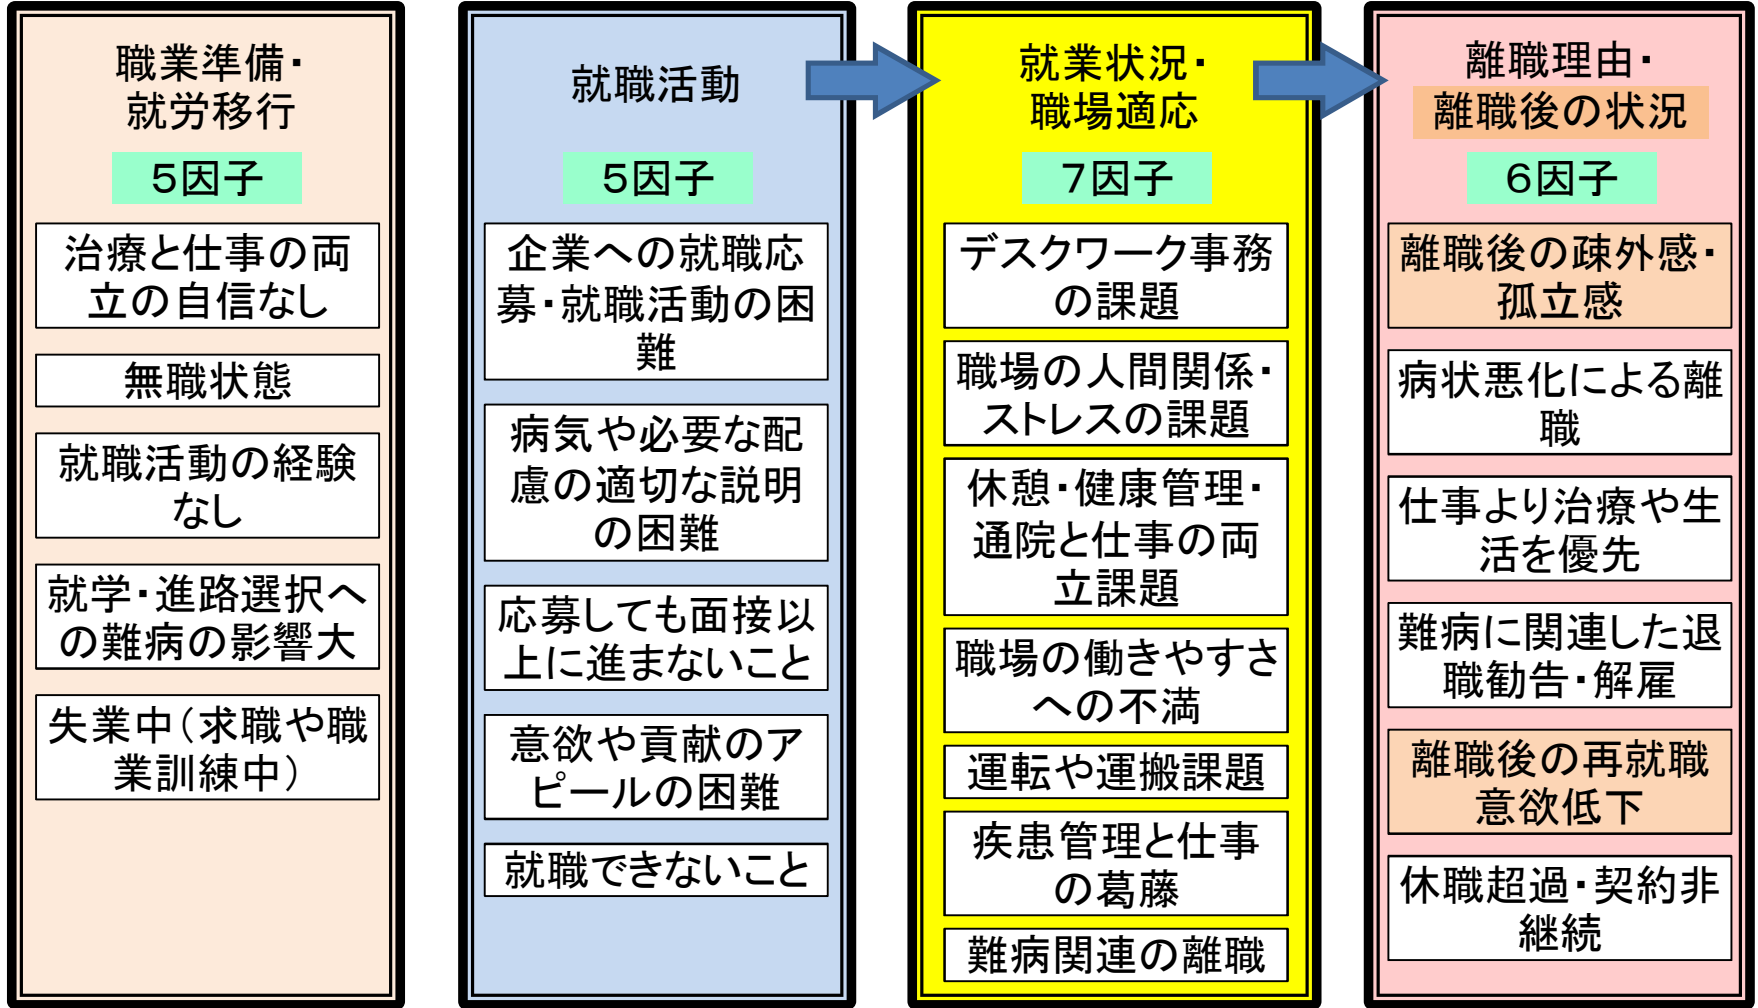 職業準備・
就労移行
5因子
治療と仕事の両
立の自信なし
無職状態
就職活動の経験
なし
就学・進路選択へ
の難病の影響大
失業中（求職や職
業訓練中）
就職活動
5因子
企業への就職応
募・就職活動の困
難
病気や必要な配
慮の適切な説明
の困難
応募しても面接以
上に進まないこと
意欲や貢献のア
ピールの困難
就職できないこと
就業状況・
職場適応
7因子
デスクワーク事務
の課題
職場の人間関係・
ストレスの課題
休憩・健康管理・
通院と仕事の両
立課題
職場の働きやすさ
への不満
運転や運搬課題
疾患管理と仕事
の葛藤
難病関連の離職
離職理由・
離職後の状況
6因子
離職後の疎外感・
孤立感
病状悪化による離
職
仕事より治療や生
活を優先
難病に関連した退
職勧告・解雇
離職後の再就職
意欲低下
休職超過・契約非
継続